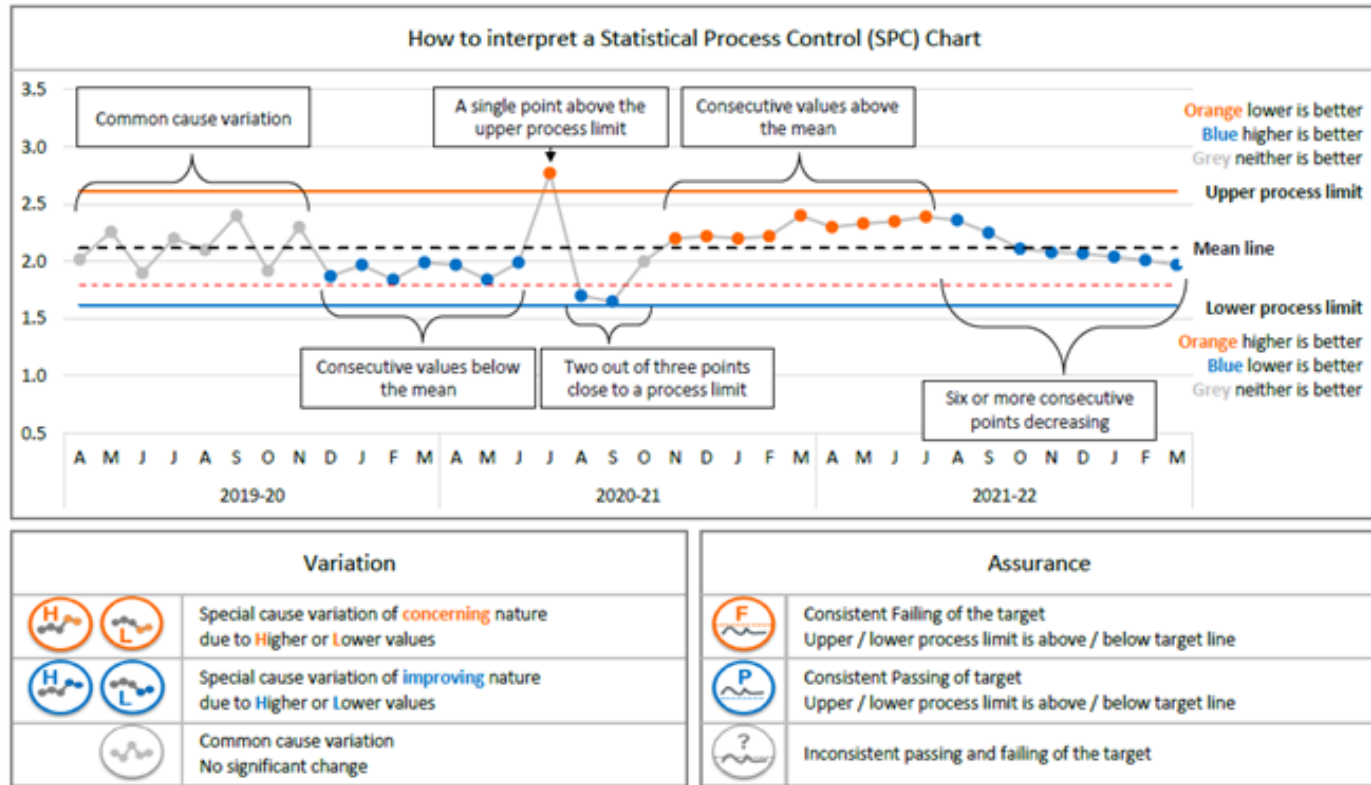 How to interpret a Statistical Process Control (SPC) Chart
3.5
3.0
2.5
2.0
1.5
1.0
0.5
Common cause variation
A single point above the
upper process limit
Consecutive values above
the mean
Orange lower is better
Blue higher is better
Grey neither is better
Upper process limit
Mean line
Lower process limit
Orange higher is better
Blue lower is better
Grey neither is better
Consecutive values below
the mean
Two out of three points
close to a process limit
Six or more consecutive
points decreasing
A M J J A S O N D J F M A M J J A S O N D J F M A M J J A S O N D J F M
2019-20 2020-21 2021-22
Variation
H L
Special cause variation of concerning nature
due to Higher or Lower values
H L
Special cause variation of improving nature
due to Higher or Lower values
Common cause variation
No significant change
Assurance
F
Consistent Failing of the target
Upper / lower process limit is above / below target line
P
Consistent Passing of target
Upper / lower process limit is above / below target line
?
Inconsistent passing and failing of the target